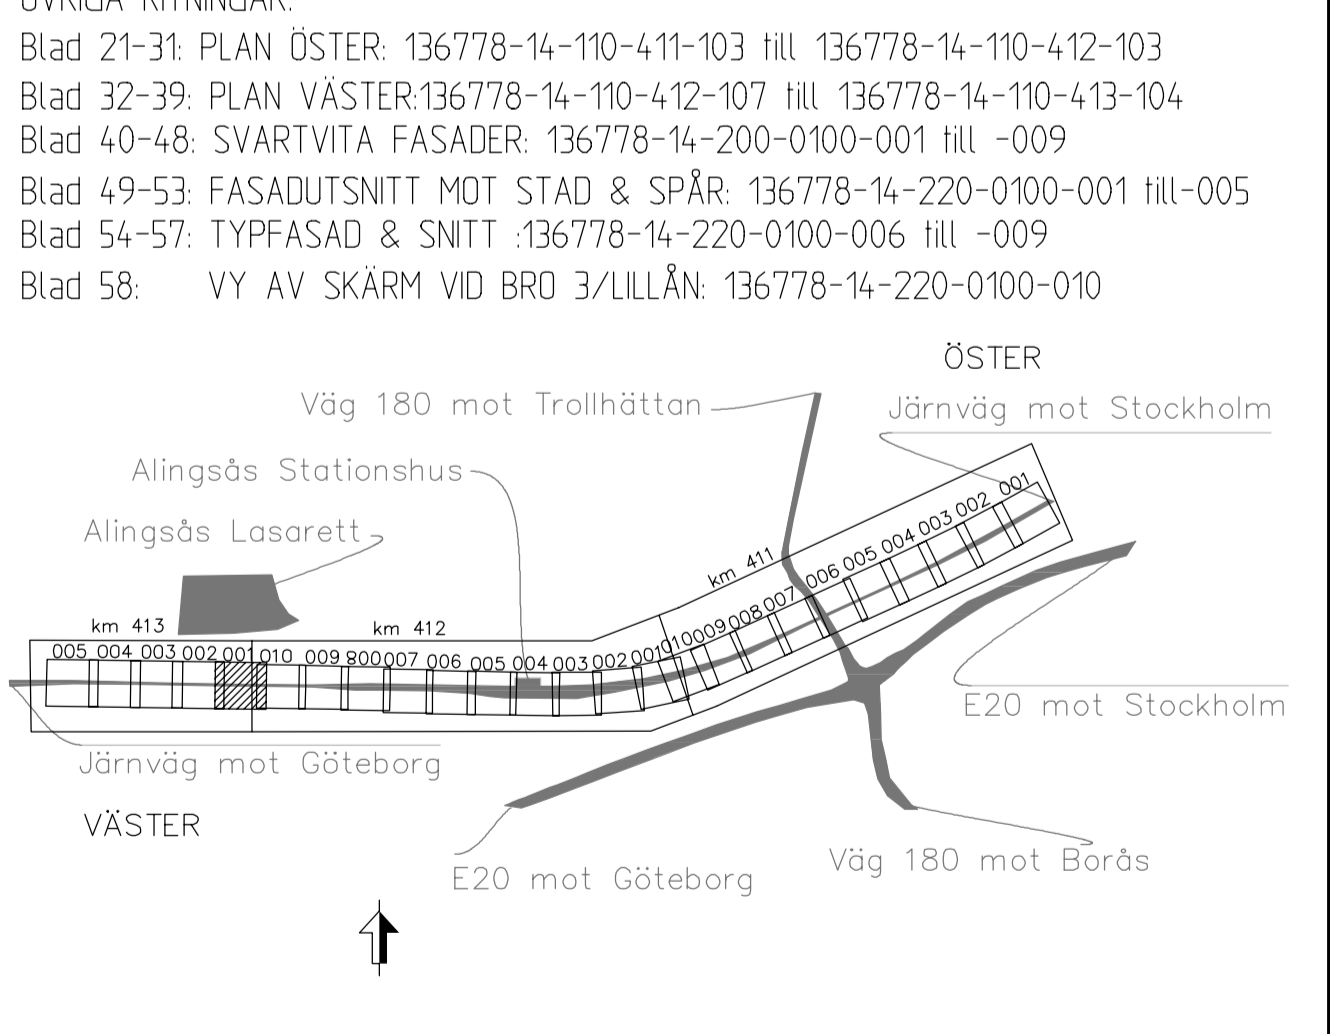 ÖVRIGA RITNINGAR:
Blad 21-31: PLAN ÖSTER: 136778-14-110-411-103 till 136778-14-110-412-103
Blad 32-39: PLAN VÄSTER:136778-14-110-412-107 till 136778-14-110-413-104
Blad 40-48: SVARTVITA FASADER: 136778-14-200-0100-001 till -009
Blad 49-53: FASADUTSNITT MOT STAD & SPÅR: 136778-14-220-0100-001 till-005
Blad 54-57: TYPFASAD & SNITT :136778-14-220-0100-006 till -009
Blad 58: VY AV SKÄRM VID BRO 3/LILLÅN: 136778-14-220-0100-010
ÖSTER
Väg 180 mot Trollhättan
Järnväg mot Stockholm
Alingsås Stationshus
Alingsås Lasarett
km 413
km 412
km 411
005 004 003 002 001 010 009 800 007 006 005 004 003 002 001 010 009 008 007 006 005 004 003 002 001
E20 mot Stockholm
Järnväg mot Göteborg
VÄSTER
E20 mot Göteborg
Väg 180 mot Borås